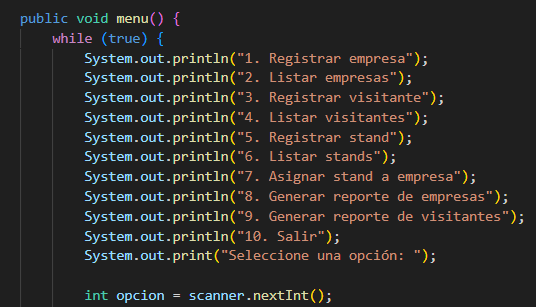 public void menu() {
while (true) {
System.out.println("1. Registrar empresa");
System.out.println("2. Listar empresas");
System.out.println("3. Registrar visitante");
System.out.println("4. Listar visitantes");
System.out.println("5. Registrar stand");
System.out.println("6. Listar stands");
System.out.println("7. Asignar stand a empresa");
System.out.println("8. Generar reporte de empresas");
System.out.println("9. Generar reporte de visitantes");
System.out.println("10. Salir");
System.out.print("Seleccione una opción: ");
int opcion = scanner.nextInt();